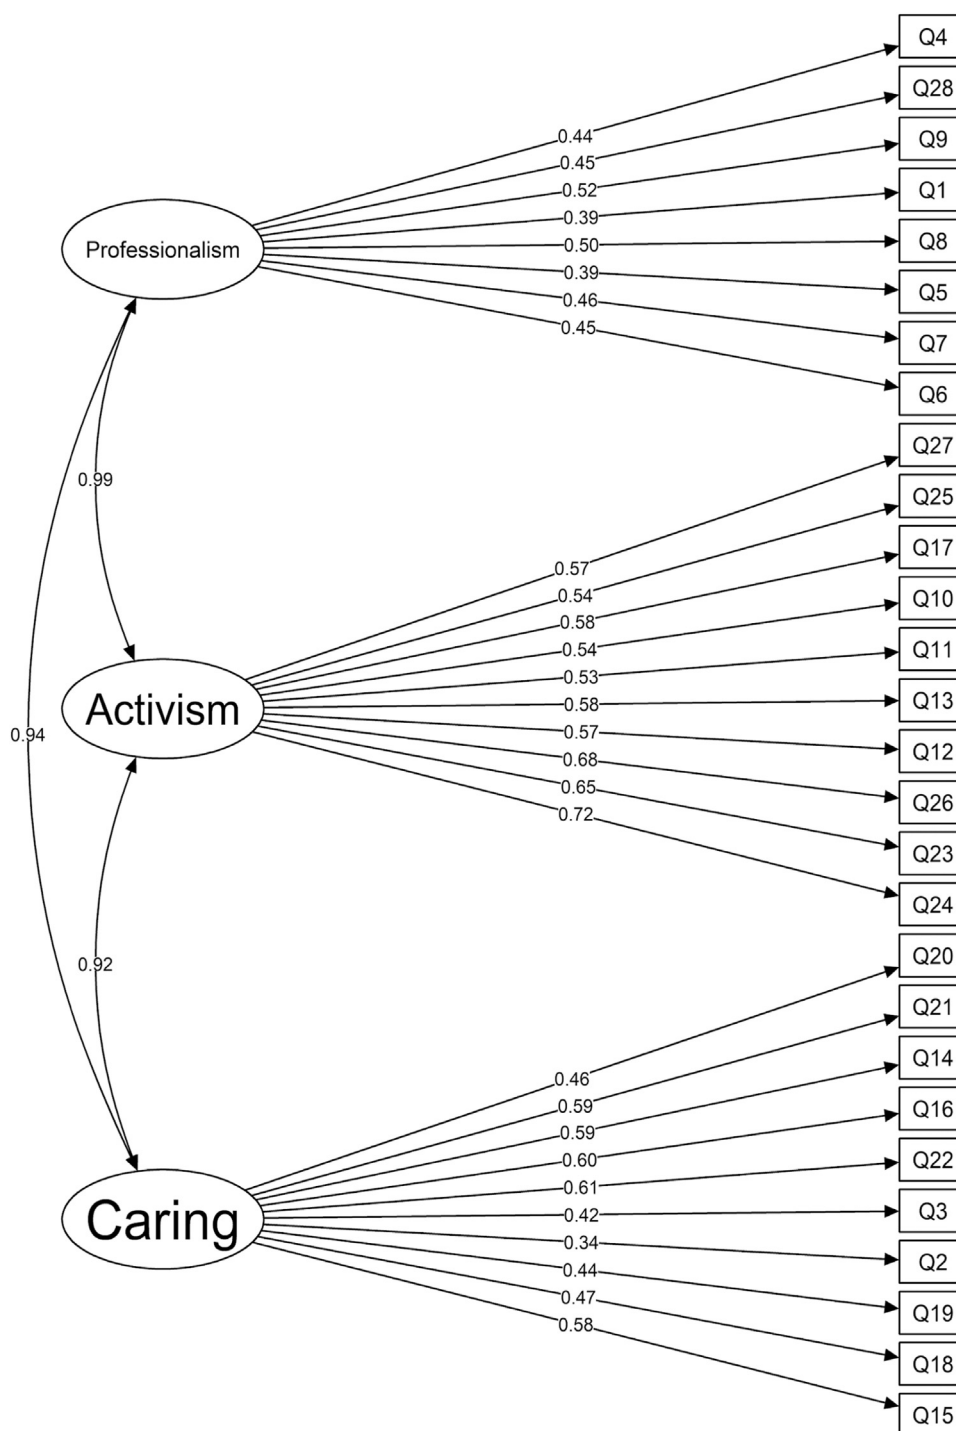 Q4
Q28
Q9
0.44
0.45
0.52
Q1
0.39
Professionalism
0.50
Q8
0.39
Q5
0.46
0.45
Q7
Q6
Q27
0.99
Q25
Q17
0.57
0.54
Q10
0.58
0.54
Q11
0.53
Activism
0.58
Q13
0.94
0.57
Q12
0.68
0.65
Q26
0.72
Q23
Q24
0.92
Q20
Q21
Q14
0.46
0.59
Q16
0.59
0.60
Q22
0.61
Caring
0.42
Q3
0.34
Q2
0.44
0.47
Q19
0.58
Q18
Q15